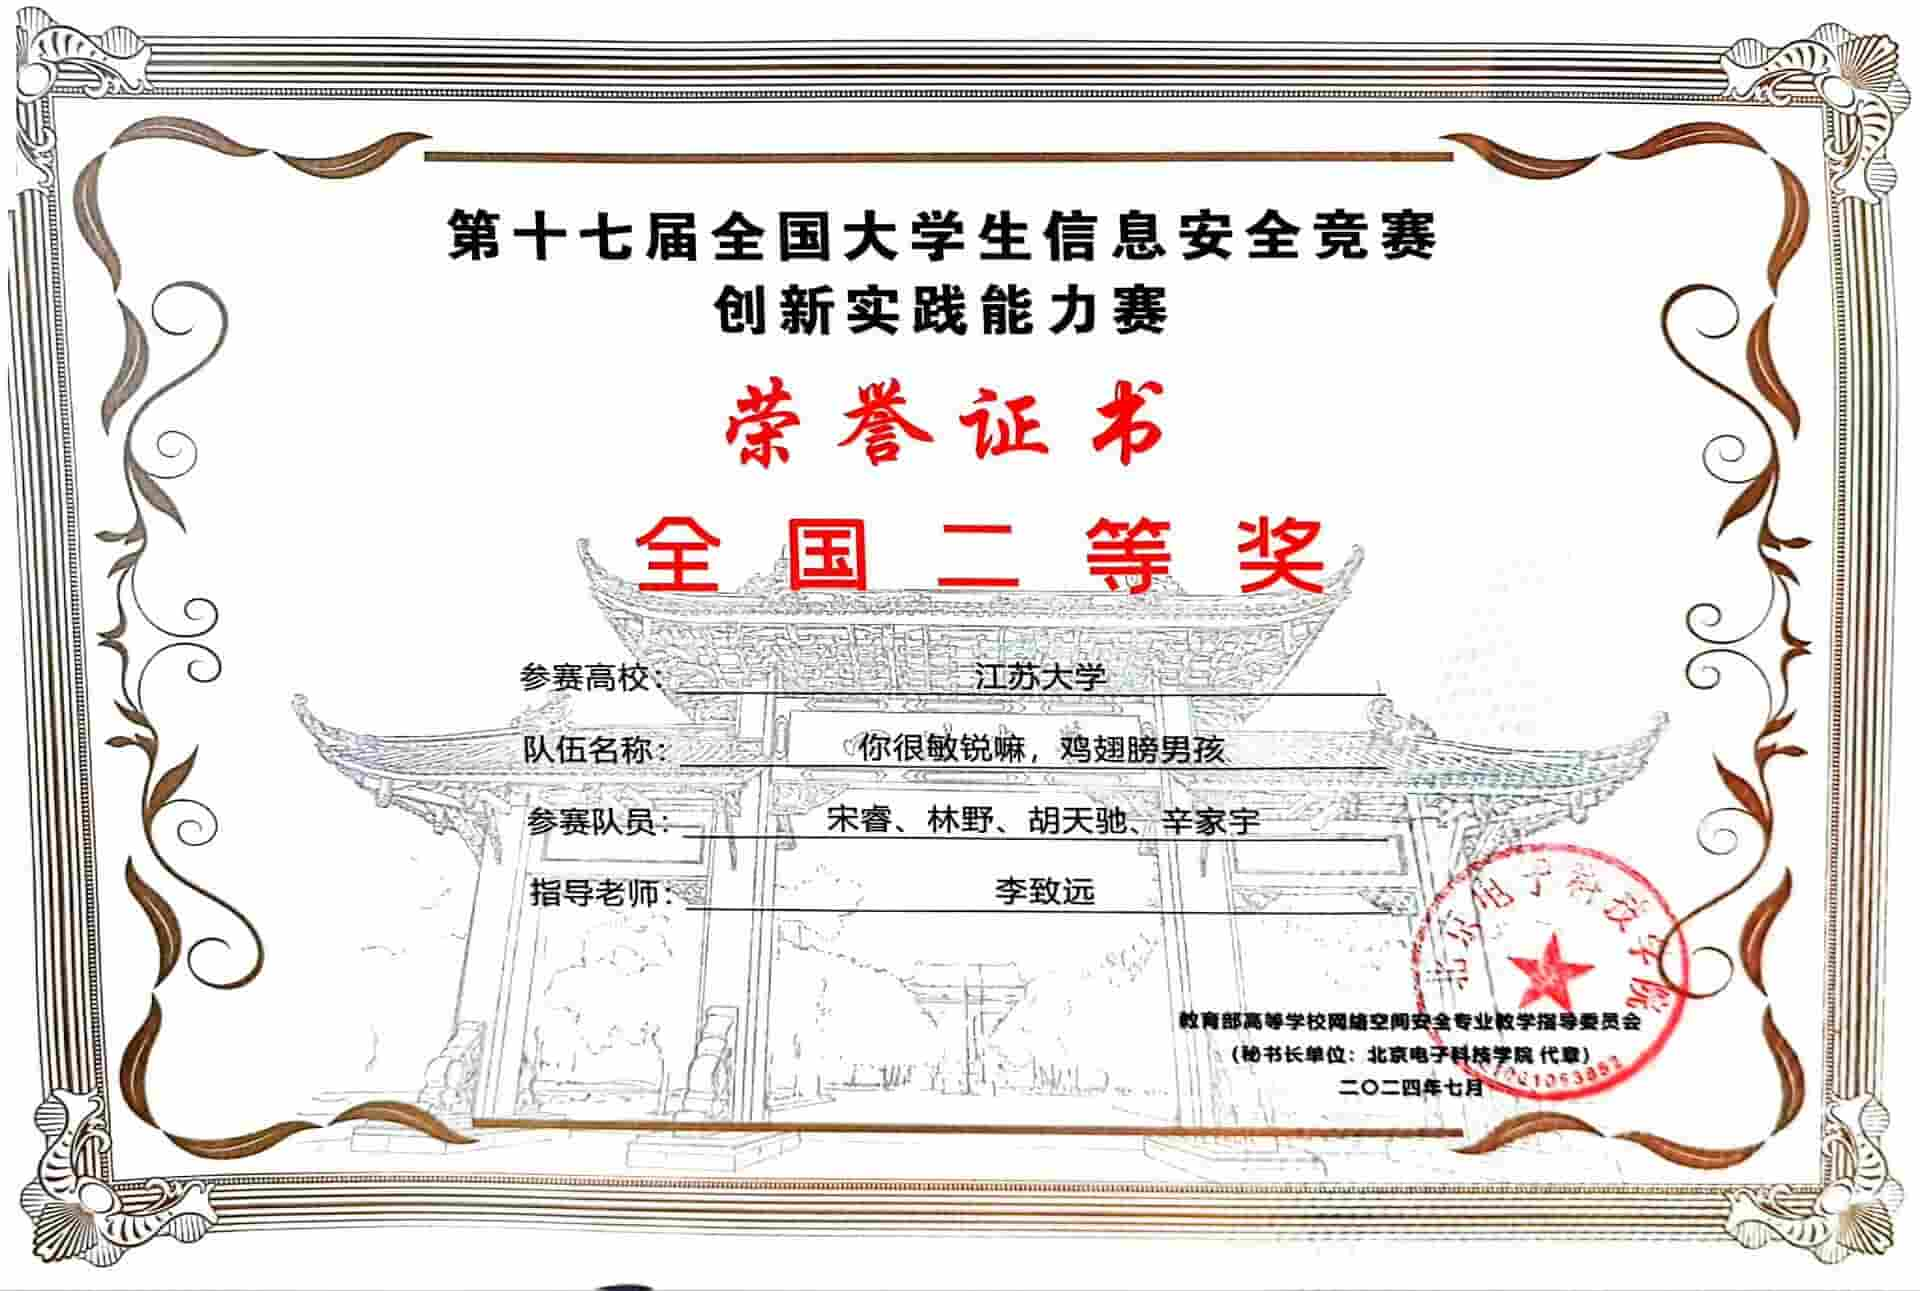 第十七届全国大学生信息安全竞赛
创新实践能力赛
荣誉证书
全国二等奖
参赛高校：江苏大学
队伍名称：你很敏锐嘛，鸡翅膀男孩
参赛队员：宋睿、林野、胡天驰、辛家宇
指导老师：李致远
北京电子科技学院
教育部高等学校网络空间安全专业教学指导委员会
（秘书长单位：北京电子科技学院 代章）
二〇二四年七月